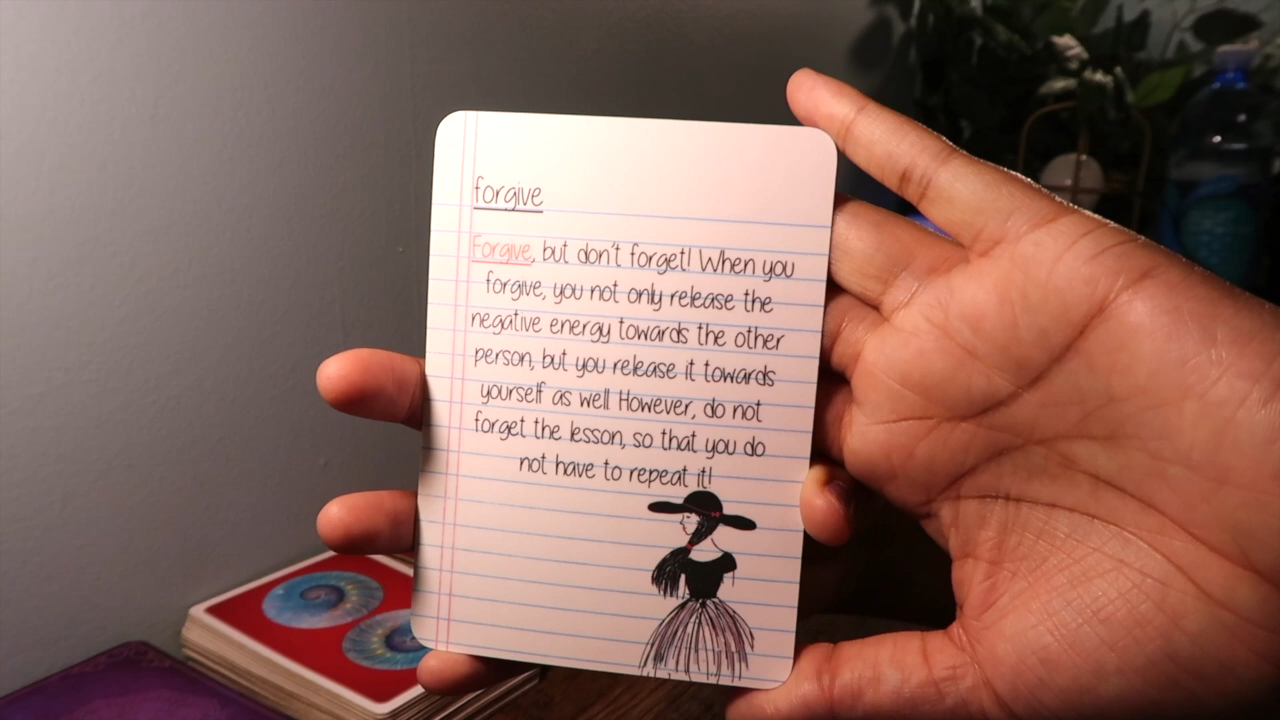 forgive
Forgive, but don't forget! When you
forgive, you not only release the
negative energy towards the other
person, but you release it towards
yourself as well However, do not
forget the lesson, so that you do
not have to repeat it!